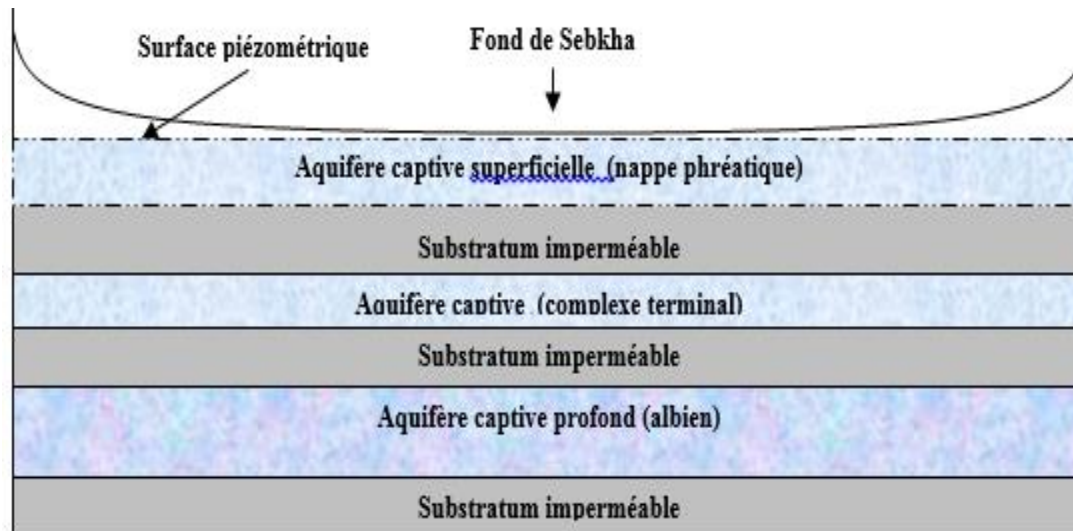 Surface piézométrique
Fond de Sebkha
Aquifère captive superficielle (nappe phréatique)
Substratum imperméable
Aquifère captive (complexe terminal)
Substratum imperméable
Aquifère captive profond (albien)
Substratum imperméable